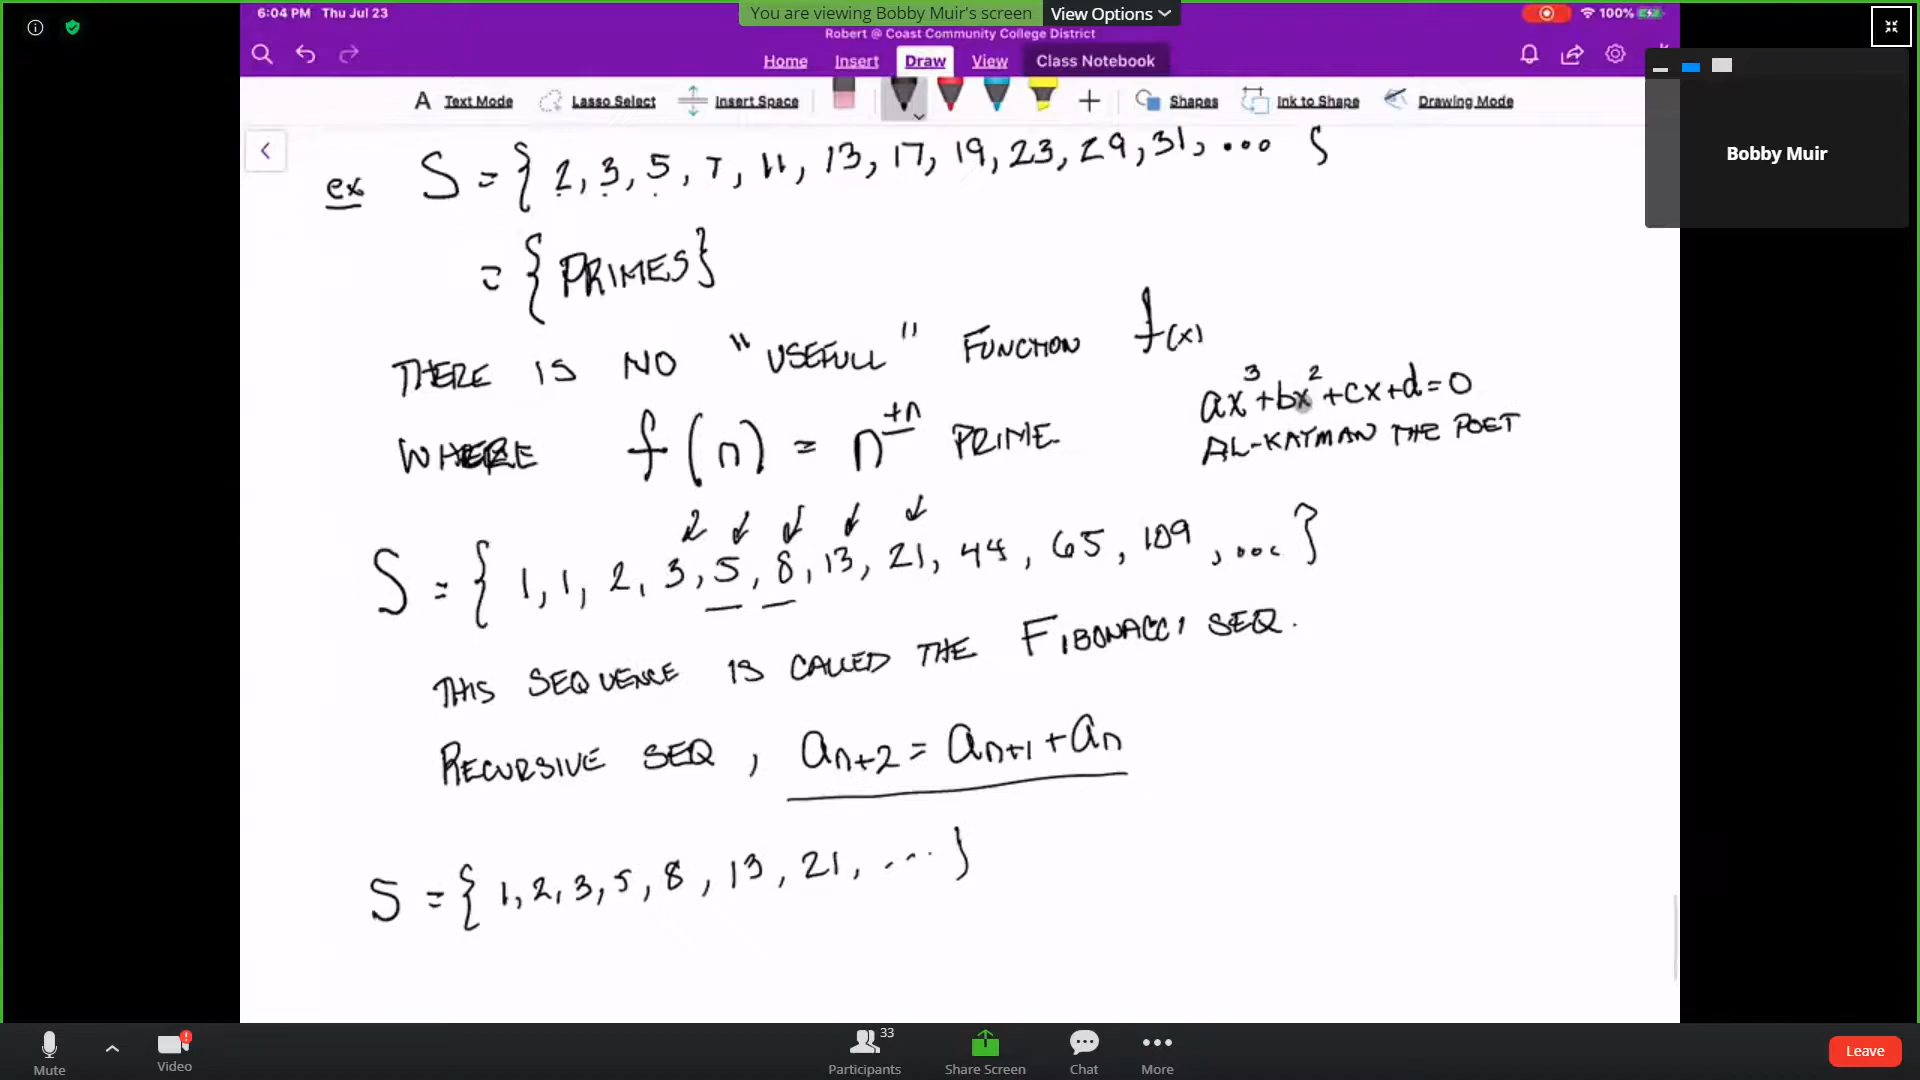 6:04 PM Thu Jul 23
You are viewing Bobby Muir's screen View Options
100%
Robert @ Coast Community College District
Home Insert Draw View Class Notebook
A Text Mode Lasso Select Insert Space Shapes Ink to Shape Drawing Mode
Bobby Muir
ex S = { 2, 3, 5, 7, 11, 13, 17, 19, 23, 29, 31, ... }
= {PRIMES}
THERE IS NO "USEFULL" FUNCTION f(x)
WHERE f(n) = n^{th} PRIME
ax³+bx²+cx+d=0
AL-KAYMAN THE POET
S = { 1, 1, 2, 3, 5, 8, 13, 21, 44, 65, 109, ... }
THIS SEQUENCE IS CALLED THE FIBONACCI SEQ.
RECURSIVE SEQ, a_{n+2} = a_{n+1} + a_n
S = { 1, 2, 3, 5, 8, 13, 21, ... }
Mute Video 33 Participants Share Screen Chat More Leave